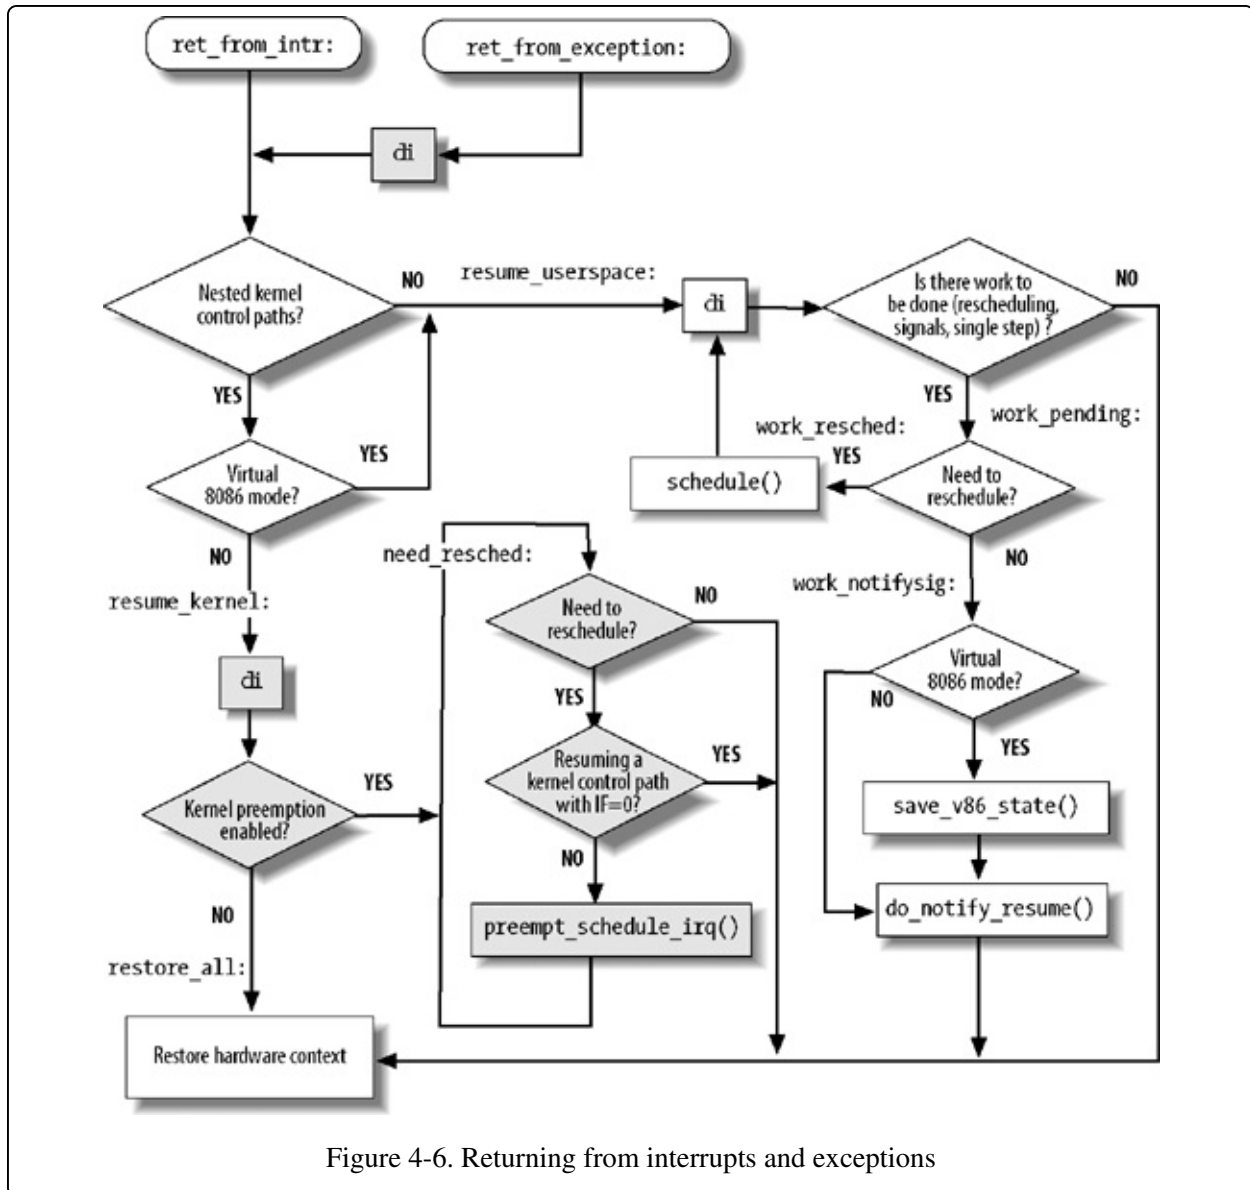 ret_from_intr:
ret_from_exception:
di
Nested kernel
control paths?
NO
resume_userspace:
di
Is there work to
be done (rescheduling,
signals, single step) ?
NO
YES
YES
work_pending:
work_resched:
Virtual
8086 mode?
YES
schedule()
YES
Need to
reschedule?
NO
NO
resume_kernel:
need_resched:
work_notifysig:
di
Need to
reschedule?
NO
Virtual
8086 mode?
NO
YES
YES
Kernel preemption
enabled?
YES
Resuming a
kernel control path
with IF=0?
YES
save_v86_state()
NO
NO
preempt_schedule_irq()
do_notify_resume()
restore_all:
Restore hardware context
Figure 4-6. Returning from interrupts and exceptions